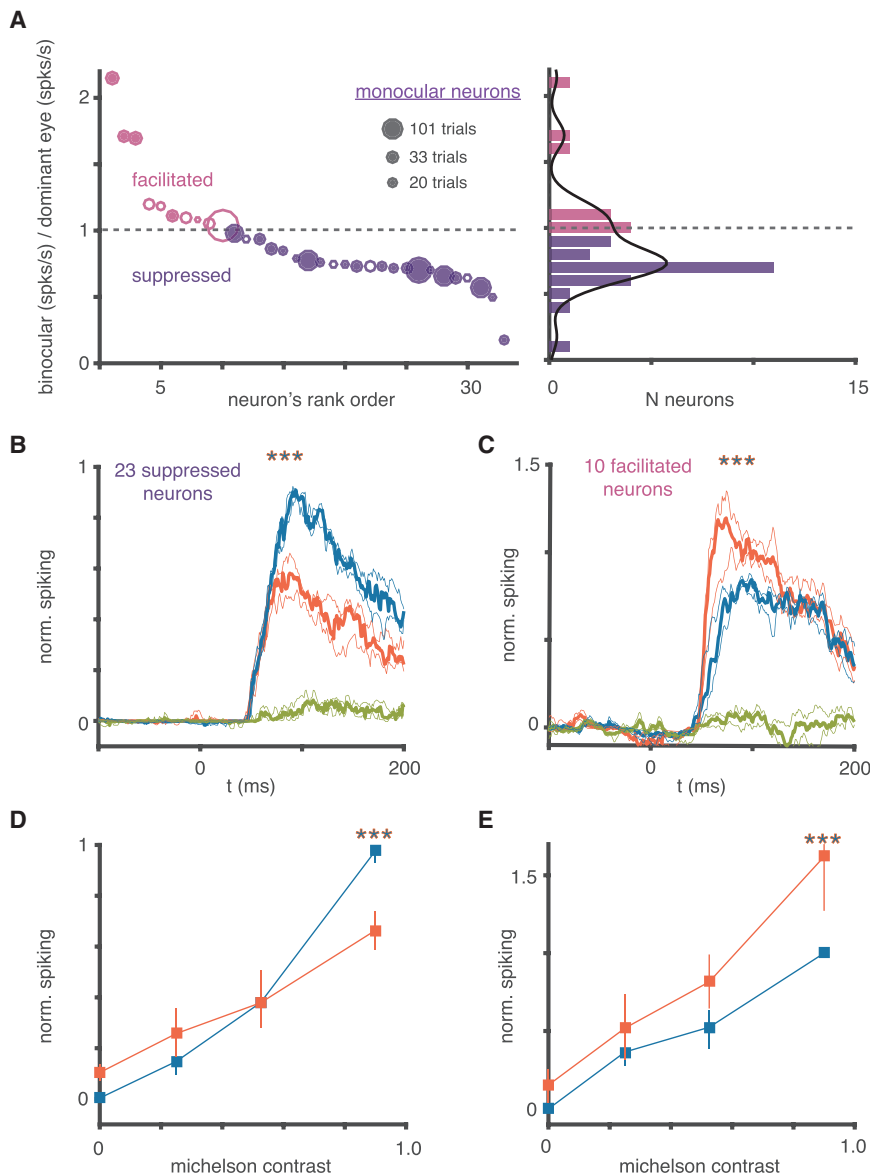 A
binocular (spks/s) / dominant eye (spks/s)
2
1
0
monocular neurons
101 trials
33 trials
20 trials
facilitated
suppressed
5
30
neuron's rank order
0
15
N neurons
B
1
23 suppressed
neurons
***
norm. spiking
0
0
200
t (ms)
C
1.5
10 facilitated
neurons
***
norm. spiking
0
0
200
t (ms)
D
1
***
norm. spiking
0
0
1.0
michelson contrast
E
***
1.5
norm. spiking
0
0
1.0
michelson contrast